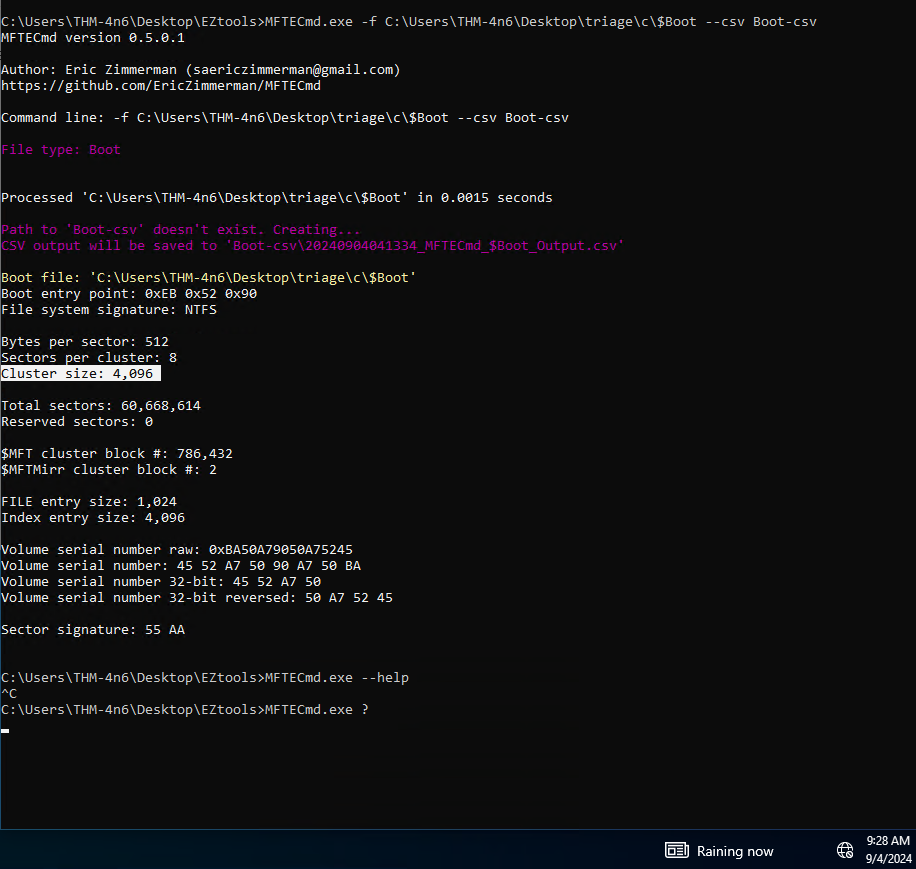 C:\Users\THM-4n6\Desktop\EZtools>MFTECmd.exe -f C:\Users\THM-4n6\Desktop\triage\c\$Boot --csv Boot-csv
MFTECmd version 0.5.0.1
Author: Eric Zimmerman (saericzimmerman@gmail.com)
https://github.com/EricZimmerman/MFTECmd
Command line: -f C:\Users\THM-4n6\Desktop\triage\c\$Boot --csv Boot-csv
File type: Boot
Processed 'C:\Users\THM-4n6\Desktop\triage\c\$Boot' in 0.0015 seconds
Path to 'Boot-csv' doesn't exist. Creating...
CSV output will be saved to 'Boot-csv\20240904041334_MFTECmd_$Boot_Output.csv'
Boot file: 'C:\Users\THM-4n6\Desktop\triage\c\$Boot'
Boot entry point: 0xEB 0x52 0x90
File system signature: NTFS
Bytes per sector: 512
Sectors per cluster: 8
Cluster size: 4,096
Total sectors: 60,668,614
Reserved sectors: 0
$MFT cluster block #: 786,432
$MFTMirr cluster block #: 2
FILE entry size: 1,024
Index entry size: 4,096
Volume serial number raw: 0xBA50A79050A75245
Volume serial number: 45 52 A7 50 90 A7 50 BA
Volume serial number 32-bit: 45 52 A7 50
Volume serial number 32-bit reversed: 50 A7 52 45
Sector signature: 55 AA
C:\Users\THM-4n6\Desktop\EZtools>MFTECmd.exe --help
^C
C:\Users\THM-4n6\Desktop\EZtools>MFTECmd.exe ?
Raining now
9:28 AM
9/4/2024